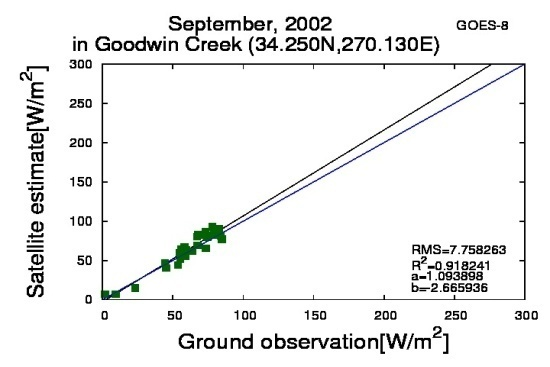 September, 2002
GOES-8
in Goodwin Creek (34.250N,270.130E)
Satellite estimate[W/m²]
300
250
200
150
100
50
0
RMS=7.758263
R²=0.918241
a=1.093898
b=-2.665936
0 50 100 150 200 250 300
Ground observation[W/m²]